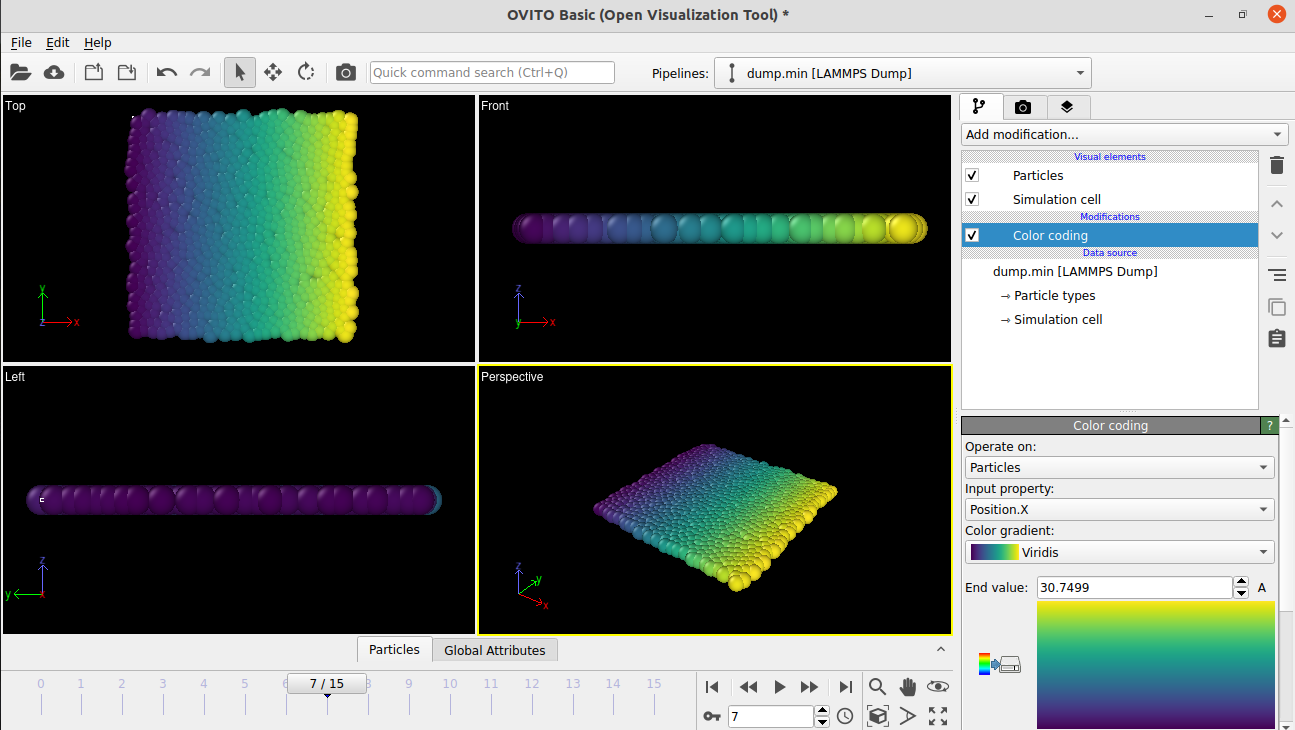 OVITO Basic (Open Visualization Tool) *
File Edit Help
Quick command search (Ctrl+Q) Pipelines: dump.min [LAMMPS Dump]
Top
y
z x
Front
z
y x
Left
z
y x
Perspective
z
y
x
Particles Global Attributes
0 1 2 3 4 5 6 7 / 15 8 9 10 11 12 13 14 15
7
Add modification...
Visual elements
Particles
Simulation cell
Modifications
Color coding
Data source
dump.min [LAMMPS Dump]
→ Particle types
→ Simulation cell
Color coding ?
Operate on:
Particles
Input property:
Position.X
Color gradient:
Viridis
End value: 30.7499 A